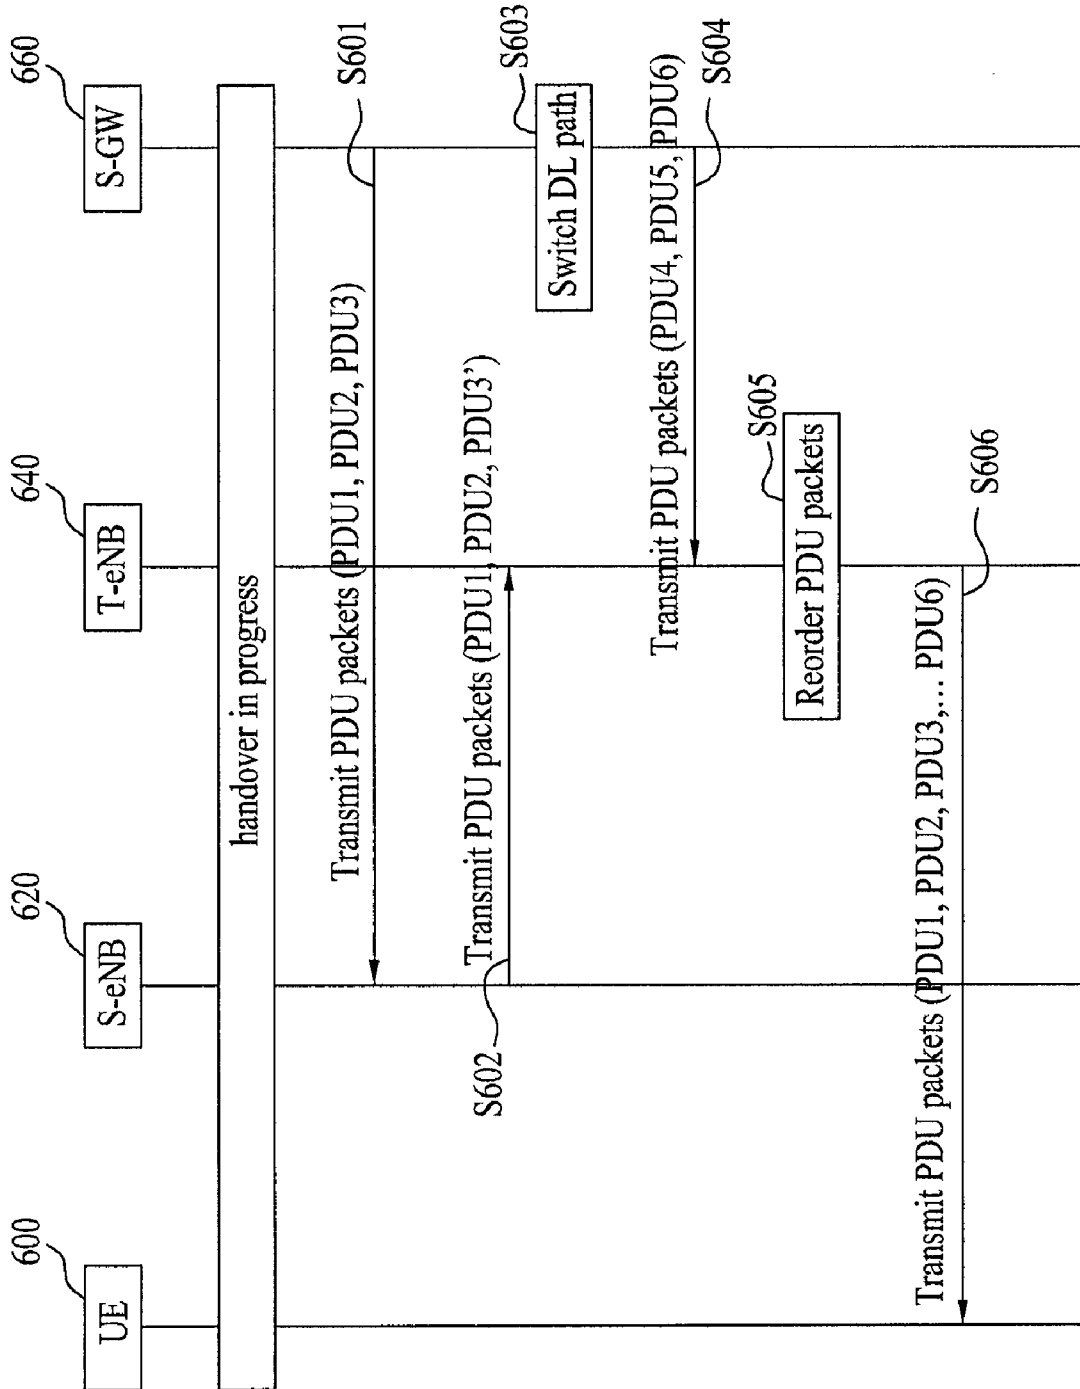 600
620
640
660
UE
S-eNB
T-eNB
S-GW
handover in progress
Transmit PDU packets (PDU1, PDU2, PDU3)
S601
Transmit PDU packets (PDU1, PDU2, PDU3’)
S602
S603
Switch DL path
Transmit PDU packets (PDU4, PDU5, PDU6)
S604
S605
Reorder PDU packets
Transmit PDU packets (PDU1, PDU2, PDU3,... PDU6)
S606